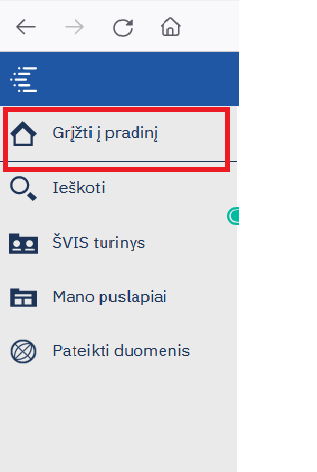 Grįžti į pradinį
Ieškoti
ŠVIS turinys
Mano puslapiai
Pateikti duomenis